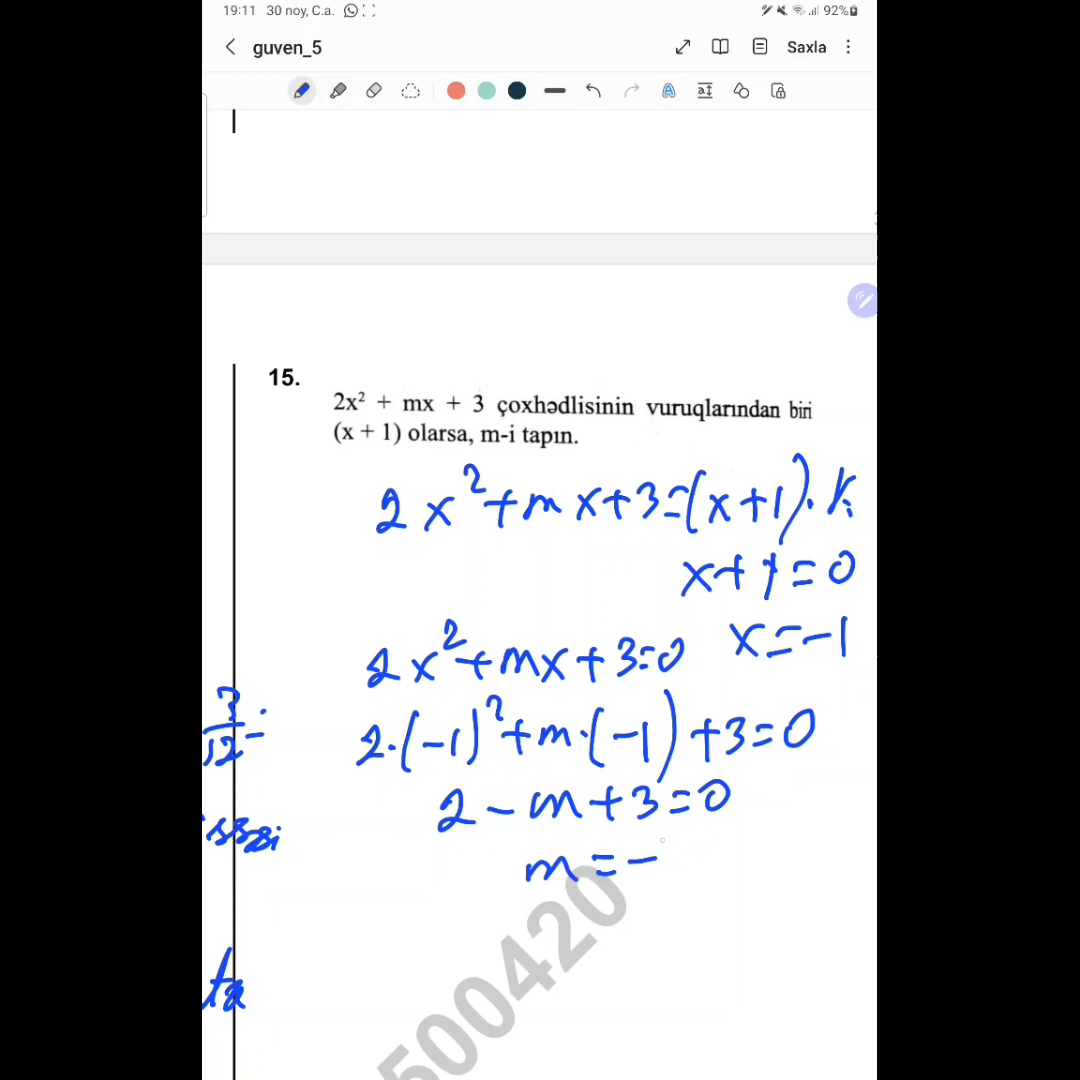 19:11 30 noy, C.a. 92%
guven_5 Saxla
15.
2x² + mx + 3 çoxhədlisinin vuruqlarından biri
(x + 1) olarsa, m-i tapın.
2x²+mx+3=(x+1).k
x+1=0
2x²+mx+3=0 x=-1
2·(-1)²+m·(-1)+3=0
2-m+3=0
m=-
500420